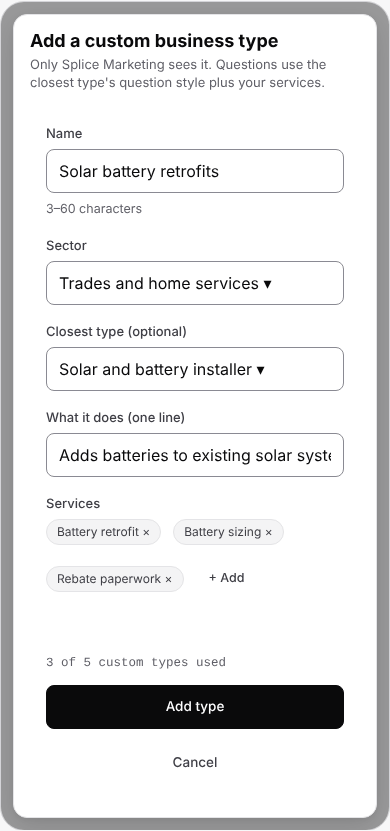 Add a custom business type
Only Splice Marketing sees it. Questions use the
closest type's question style plus your services.
Name
Solar battery retrofits
3–60 characters
Sector
Trades and home services ▾
Closest type (optional)
Solar and battery installer ▾
What it does (one line)
Adds batteries to existing solar syste
Services
Battery retrofit × Battery sizing ×
Rebate paperwork × + Add
3 of 5 custom types used
Add type
Cancel